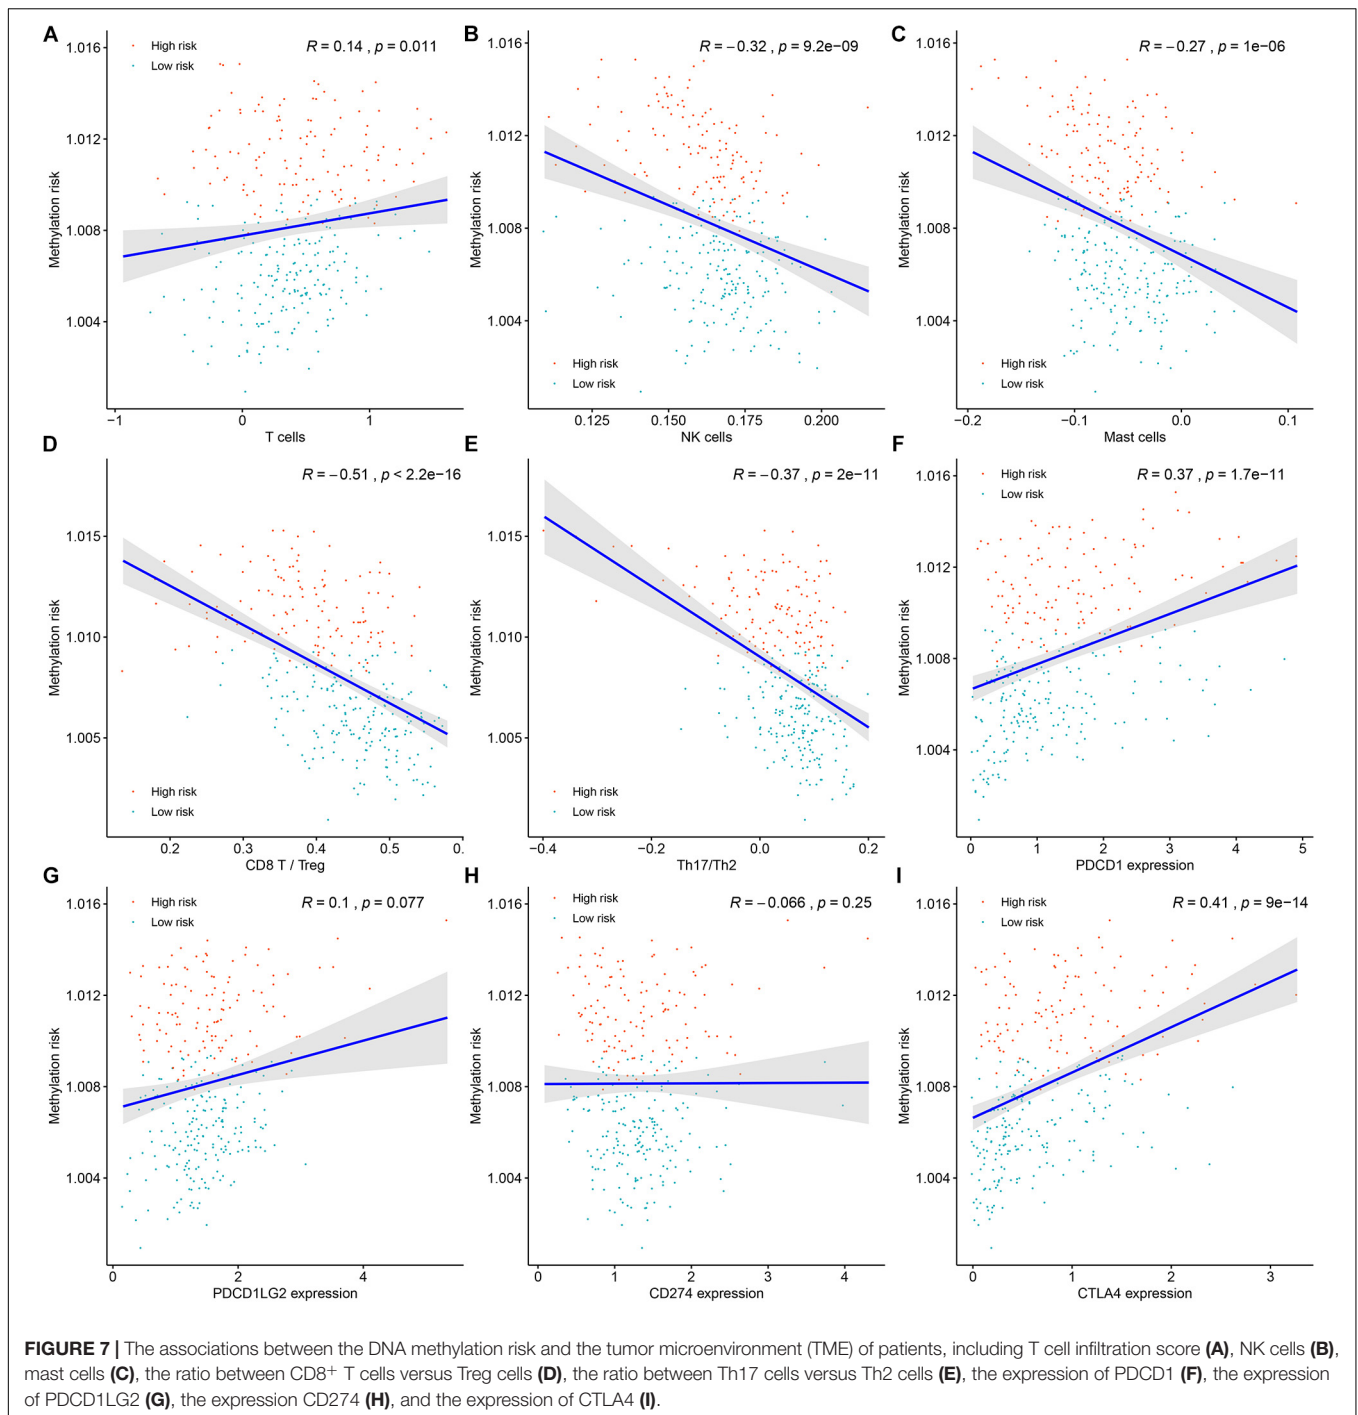 A
R = 0.14 , p = 0.011
High risk
Low risk
1.016
1.012
1.008
1.004
Methylation risk
−1
0
1
T cells
B
R = −0.32 , p = 9.2e−09
1.016
1.012
1.008
1.004
Methylation risk
High risk
Low risk
0.125
0.150
0.175
0.200
NK cells
C
R = −0.27 , p = 1e−06
1.016
1.012
1.008
1.004
Methylation risk
High risk
Low risk
−0.2
−0.1
0.0
0.1
Mast cells
D
R = −0.51 , p < 2.2e−16
1.015
1.010
1.005
Methylation risk
High risk
Low risk
0.2
0.3
0.4
0.5
0.
CD8 T / Treg
E
R = −0.37 , p = 2e−11
1.015
1.010
1.005
Methylation risk
High risk
Low risk
−0.4
−0.2
0.0
0.2
Th17/Th2
F
R = 0.37 , p = 1.7e−11
High risk
Low risk
1.016
1.012
1.008
1.004
Methylation risk
0
1
2
3
4
5
PDCD1 expression
G
R = 0.1 , p = 0.077
High risk
Low risk
1.016
1.012
1.008
1.004
Methylation risk
0
2
4
PDCD1LG2 expression
H
R = −0.066 , p = 0.25
High risk
Low risk
1.016
1.012
1.008
1.004
Methylation risk
0
1
2
3
4
CD274 expression
I
R = 0.41 , p = 9e−14
High risk
Low risk
1.016
1.012
1.008
1.004
Methylation risk
0
1
2
3
CTLA4 expression
FIGURE 7 | The associations between the DNA methylation risk and the tumor microenvironment (TME) of patients, including T cell infiltration score (A), NK cells (B),
mast cells (C), the ratio between CD8+ T cells versus Treg cells (D), the ratio between Th17 cells versus Th2 cells (E), the expression of PDCD1 (F), the expression
of PDCD1LG2 (G), the expression CD274 (H), and the expression of CTLA4 (I).